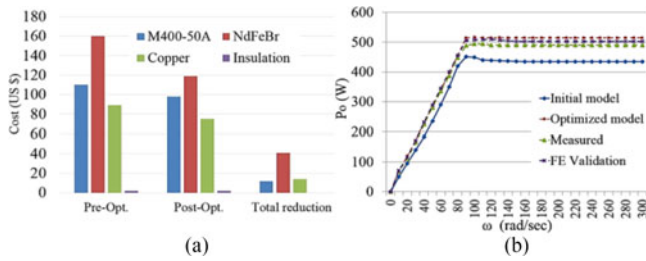 (a)
Cost (US $)
180
160
140
120
100
80
60
40
20
0
M400-50A
NdFeBr
Copper
Insulation
Pre-Opt.
Post-Opt.
Total reduction
(a)
Po (W)
600
500
400
300
200
100
0
Initial model
Optimized model
Measured
FE Validation
0
20
40
60
80
100
120
140
160
180
200
220
240
260
280
300
ω (rad/sec)
(b)